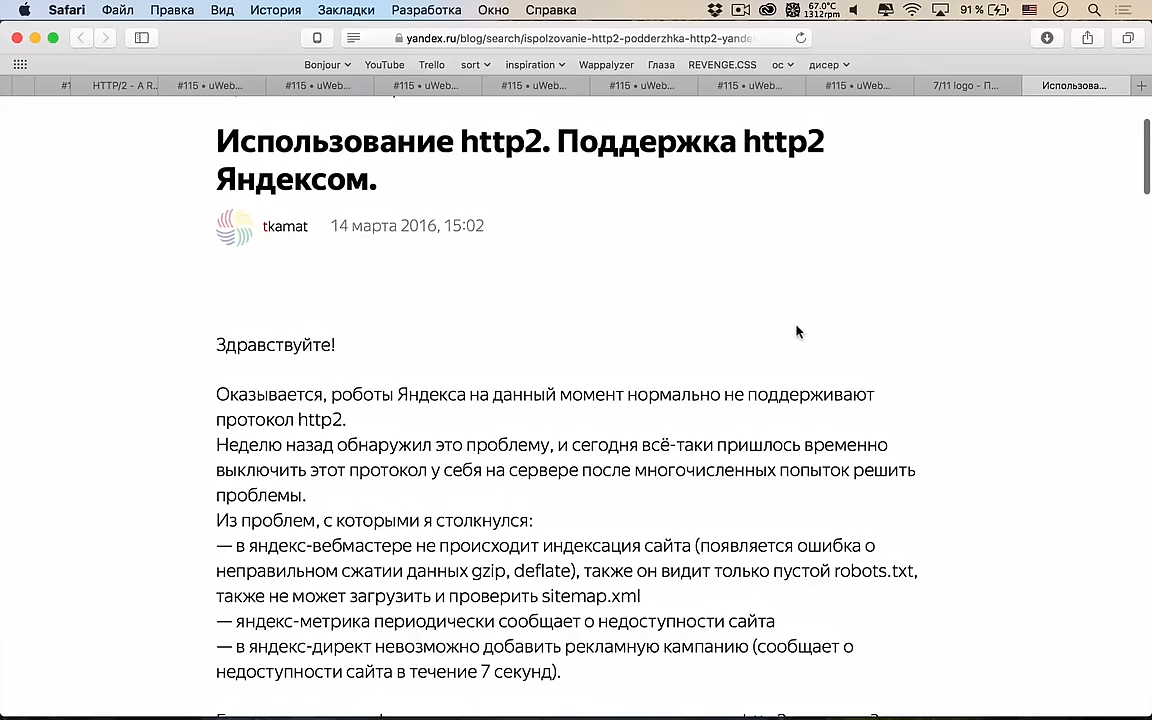 Safari Файл Правка Вид История Закладки Разработка Окно Справка 67.0°C 1312rpm 91%
yandex.ru/blog/search/ispolzovanie-http2-podderzhka-http2-yande
Bonjour YouTube Trello sort inspiration Wappalyzer Глаза REVENGE.CSS ос дисер
#1 HTTP/2 - A R... #115 • uWeb... #115 • uWeb... #115 • uWeb... #115 • uWeb... #115 • uWeb... #115 • uWeb... #115 • uWeb... 7/11 logo - П... Использова...
Использование http2. Поддержка http2
Яндексом.
tkamat 14 марта 2016, 15:02
Здравствуйте!
Оказывается, роботы Яндекса на данный момент нормально не поддерживают
протокол http2.
Неделю назад обнаружил это проблему, и сегодня всё-таки пришлось временно
выключить этот протокол у себя на сервере после многочисленных попыток решить
проблемы.
Из проблем, с которыми я столкнулся:
— в яндекс-вебмастере не происходит индексация сайта (появляется ошибка о
неправильном сжатии данных gzip, deflate), также он видит только пустой robots.txt,
также не может загрузить и проверить sitemap.xml
— яндекс-метрика периодически сообщает о недоступности сайта
— в яндекс-директ невозможно добавить рекламную кампанию (сообщает о
недоступности сайта в течение 7 секунд).